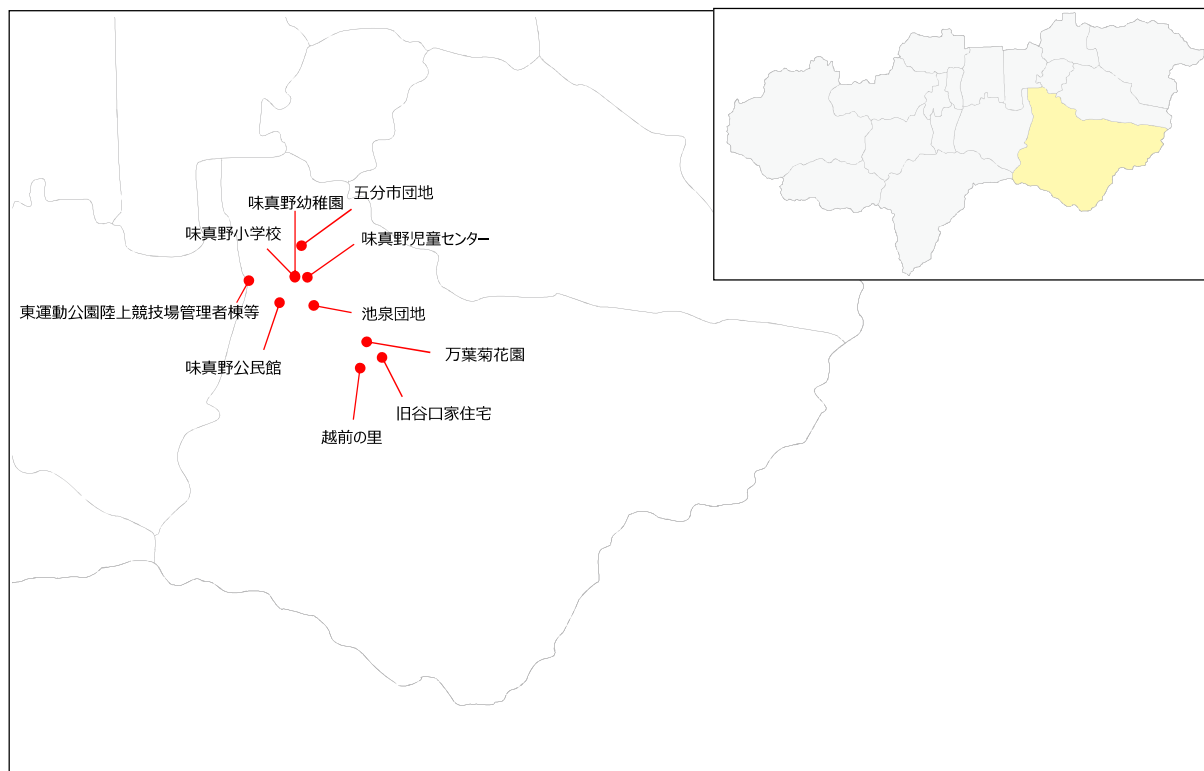 五分市団地
味真野幼稚園
味真野小学校
味真野児童センター
東運動公園陸上競技場管理者棟等
池泉団地
味真野公民館
万葉菊花園
旧谷口家住宅
越前の里